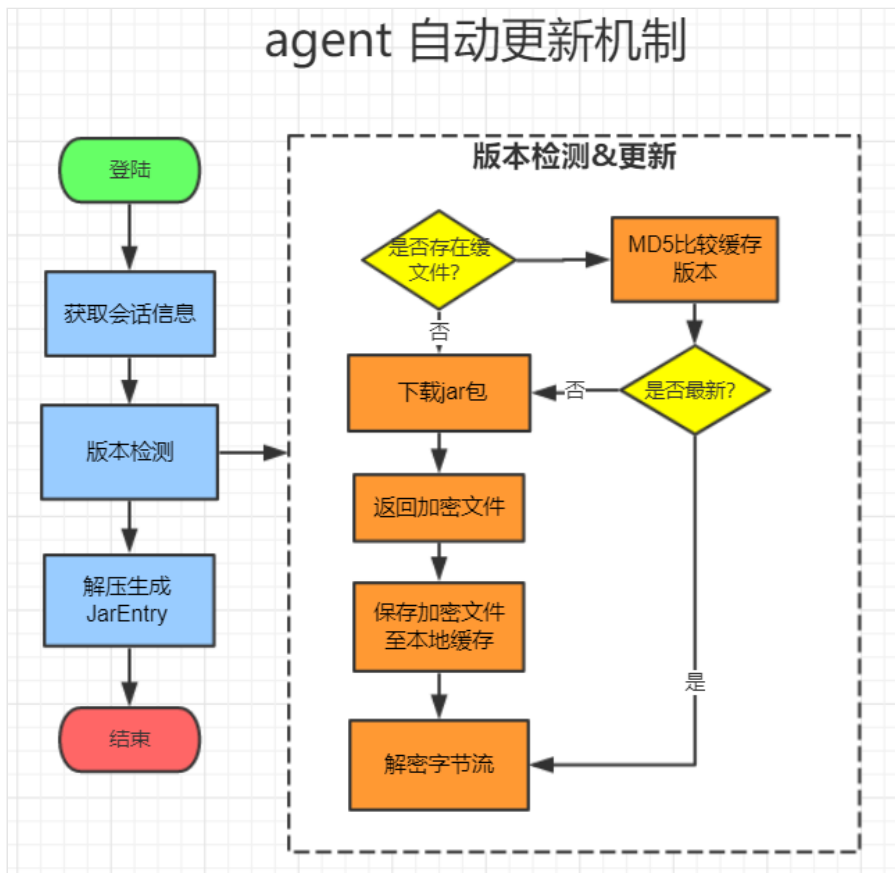 agent 自动更新机制
登陆
获取会话信息
版本检测
解压生成
JarEntry
结束
版本检测&更新
是否存在缓
文件?
MD5比较缓存
版本
否
下载jar包
否
是否最新?
返回加密文件
保存加密文件
至本地缓存
是
解密字节流